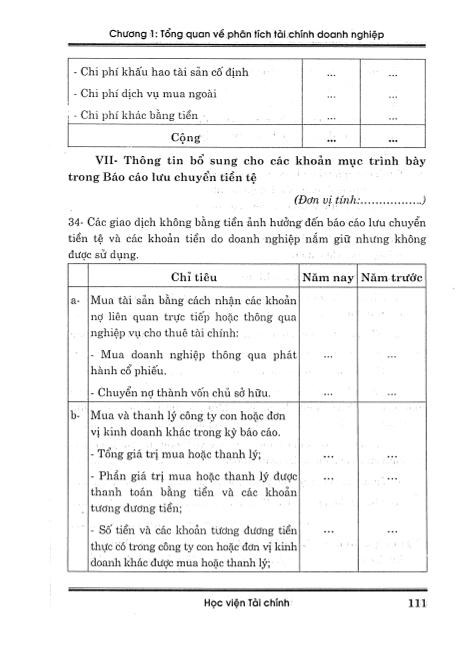 Chương 1: Tổng quan về phân tích tài chính doanh nghiệp
- Chi phí khấu hao tài sản cố định ... ...
- Chi phí dịch vụ mua ngoài ... ...
- Chi phí khác bằng tiền ... ...
Cộng ... ...
VII- Thông tin bổ sung cho các khoản mục trình bày
trong Báo cáo lưu chuyển tiền tệ
(Đơn vị tính:.................)
34- Các giao dịch không bằng tiền ảnh hưởng đến báo cáo lưu chuyển
tiền tệ và các khoản tiền do doanh nghiệp nắm giữ nhưng không
được sử dụng.
Chỉ tiêu Năm nay Năm trước
a- Mua tài sản bằng cách nhận các khoản
nợ liên quan trực tiếp hoặc thông qua
nghiệp vụ cho thuê tài chính:
- Mua doanh nghiệp thông qua phát ... ...
hành cổ phiếu.
- Chuyển nợ thành vốn chủ sở hữu. ... ...
b- Mua và thanh lý công ty con hoặc đơn
vị kinh doanh khác trong kỳ báo cáo.
- Tổng giá trị mua hoặc thanh lý; ... ...
- Phần giá trị mua hoặc thanh lý được ... ...
thanh toán bằng tiền và các khoản
tương đương tiền;
- Số tiền và các khoản tương đương tiền ... ...
thực có trong công ty con hoặc đơn vị kinh
doanh khác được mua hoặc thanh lý;
Học viện Tài chính 111